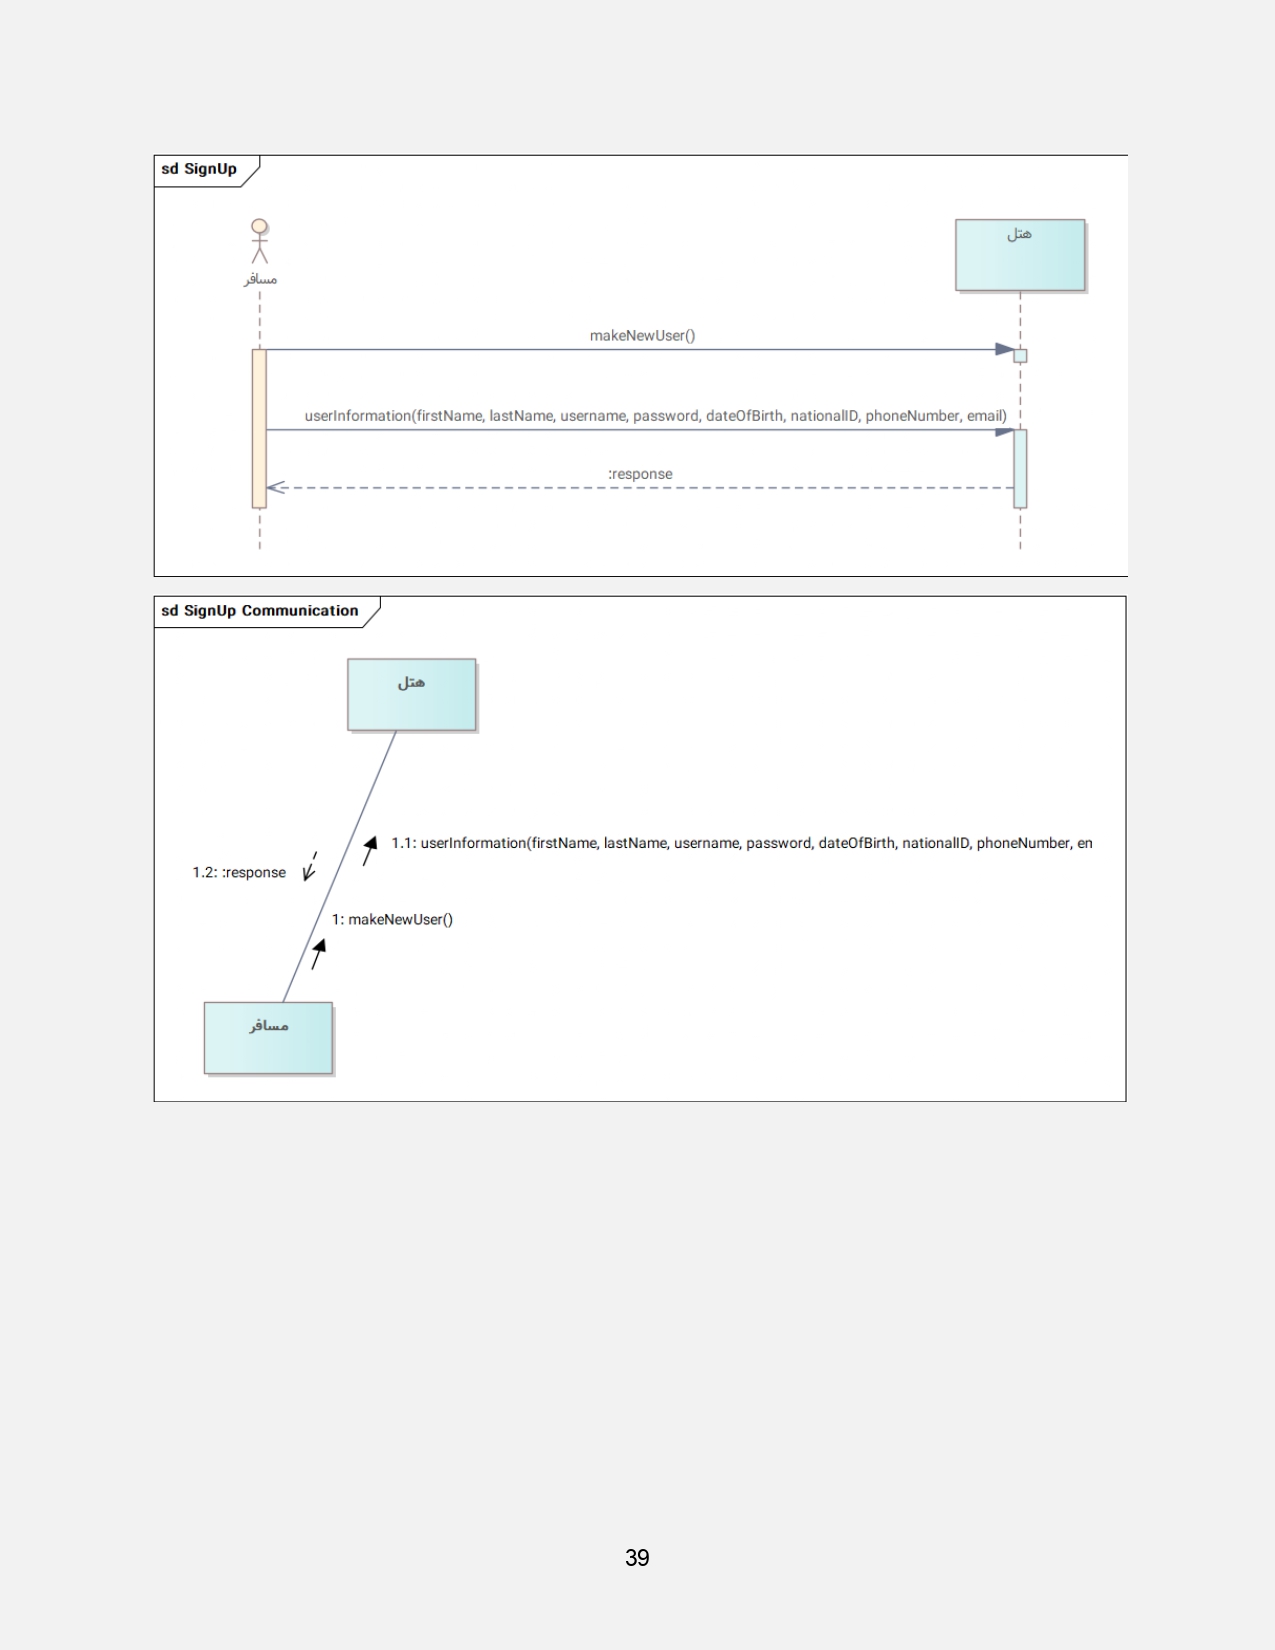 sd SignUp
مسافر
هتل
makeNewUser()
userInformation(firstName, lastName, username, password, dateOfBirth, nationalID, phoneNumber, email)
:response
sd SignUp Communication
هتل
1.1: userInformation(firstName, lastName, username, password, dateOfBirth, nationalID, phoneNumber, en
1.2: :response
1: makeNewUser()
مسافر
39